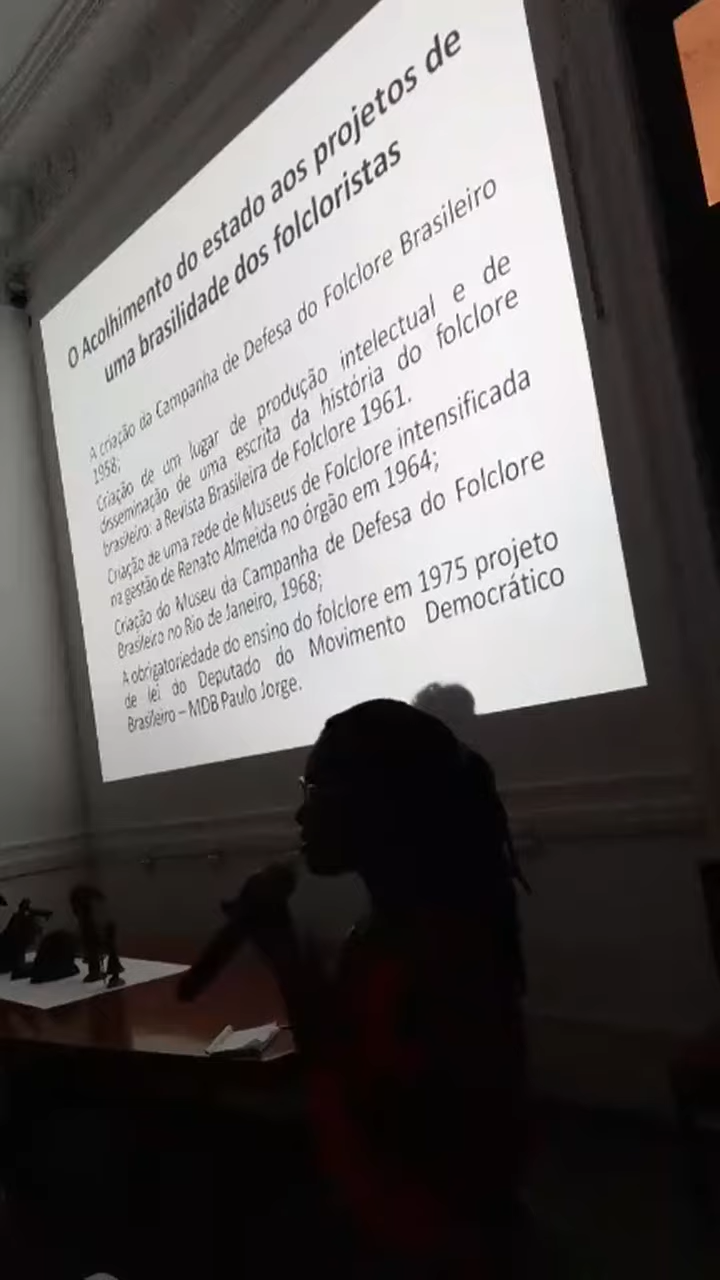 O Acolhimento do estado aos projetos de
uma brasilidade dos folcloristas
A criação da Campanha de Defesa do Folclore Brasileiro
1958;
Criação de um lugar de produção intelectual e de
disseminação de uma escrita da história do folclore
brasileiro: a Revista Brasileira de Folclore 1961.
Criação de uma rede de Museus de Folclore intensificada
na gestão de Renato Almeida no órgão em 1964;
Criação do Museu da Campanha de Defesa do Folclore
Brasileiro no Rio de Janeiro, 1968;
A obrigatoriedade do ensino do folclore em 1975 projeto
de lei do Deputado do Movimento Democrático
Brasileiro – MDB Paulo Jorge.